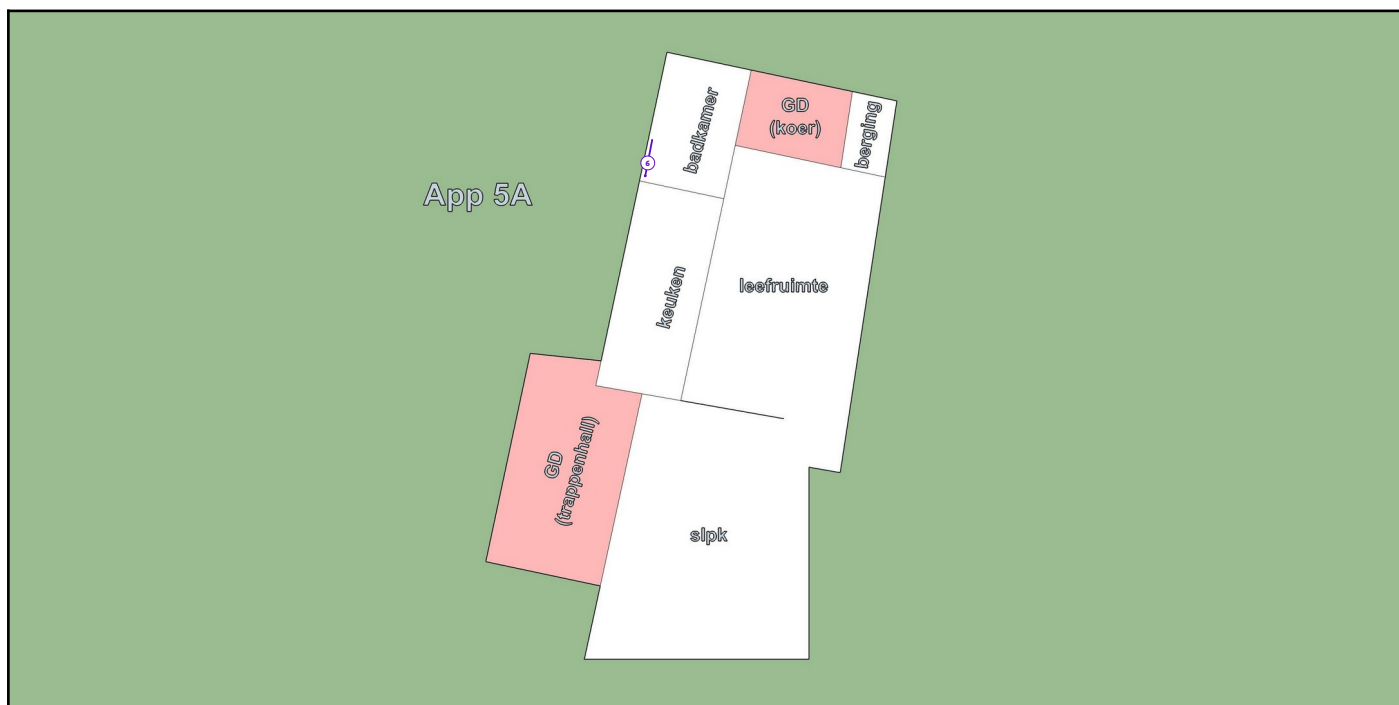 badkamer
GD
(koer)
berging
6
App 5A
keuken
leefruimte
GD
(trappenhall)
slpk